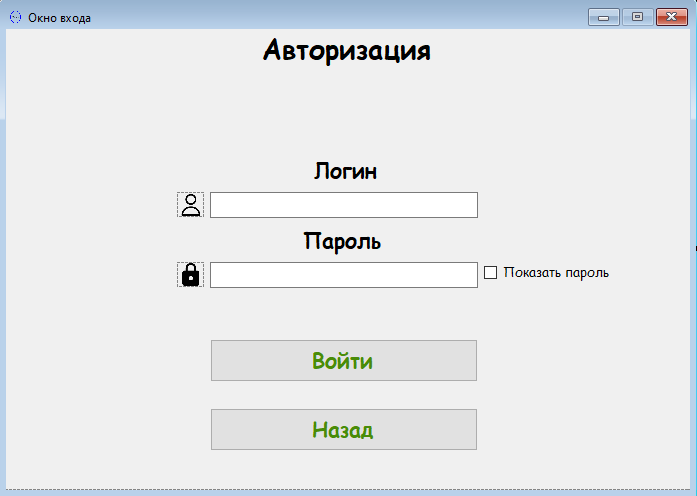 Окно входа
Авторизация
Логин
Пароль
Показать пароль
Войти
Назад